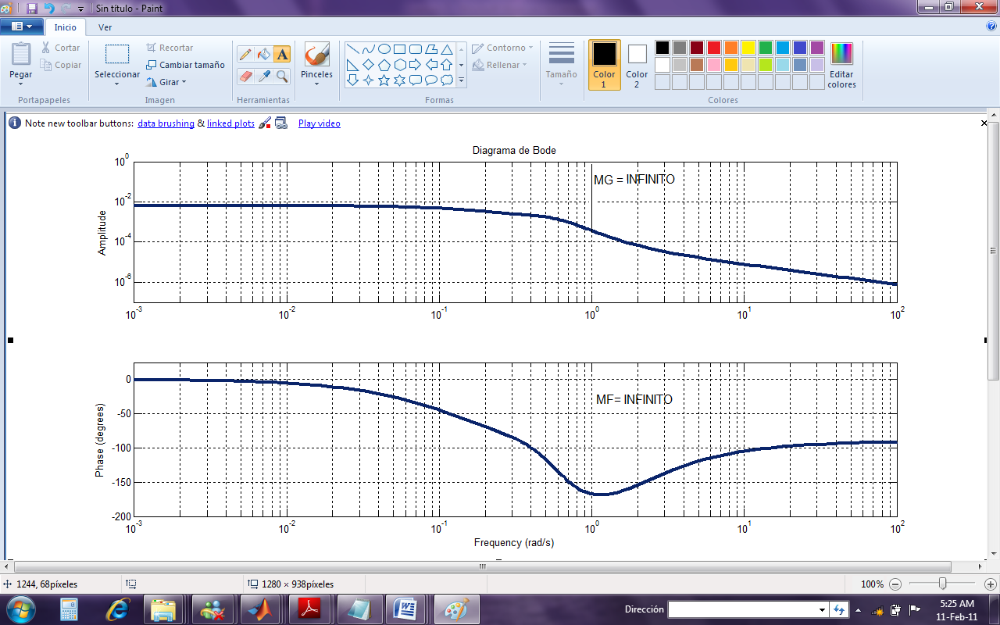 Sin título - Paint
Inicio Ver
Pegar
Cortar
Copiar
Portapapeles
Seleccionar
Recortar
Cambiar tamaño
Girar
Imagen
A
Herramientas
Pinceles
Contorno
Rellenar
Formas
Tamaño
Color 1
Color 2
Editar colores
Colores
Note new toolbar buttons: data brushing & linked plots Play video
Diagrama de Bode
MG = INFINITO
Amplitude
10^0
10^-2
10^-4
10^-6
10^-3 10^-2 10^-1 10^0 10^1 10^2
MF= INFINITO
Phase (degrees)
0
-50
-100
-150
-200
10^-3 10^-2 10^-1 10^0 10^1 10^2
Frequency (rad/s)
1244, 68píxeles 1280 × 938píxeles 100%
Dirección
5:25 AM
11-Feb-11